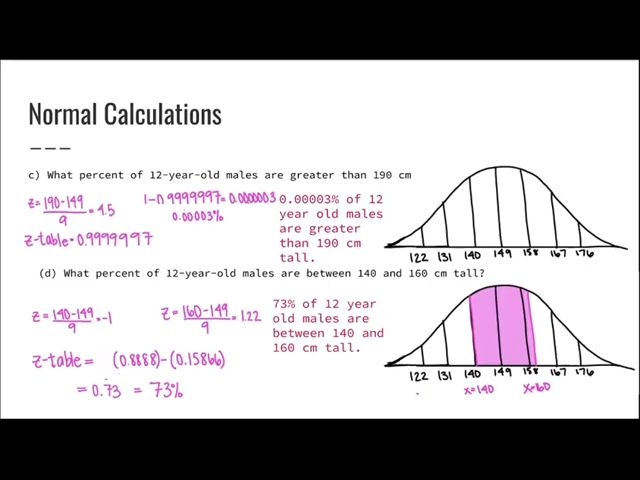 Normal Calculations
c) What percent of 12-year-old males are greater than 190 cm
z= 190-149 / 9 = 4.5
1-0.9999997=0.0000003
0.00003%
z-table=0.9999997
0.00003% of 12
year old males
are greater
than 190 cm
tall.
122 131 140 149 158 167 176
(d) What percent of 12-year-old males are between 140 and 160 cm tall?
z= 140-149 / 9 = -1
z= 160-149 / 9 = 1.22
z-table= (0.8888)-(0.15866)
= 0.73 = 73%
73% of 12 year
old males are
between 140 and
160 cm tall.
122 131 140 149 158 167 176
x=140 x=160